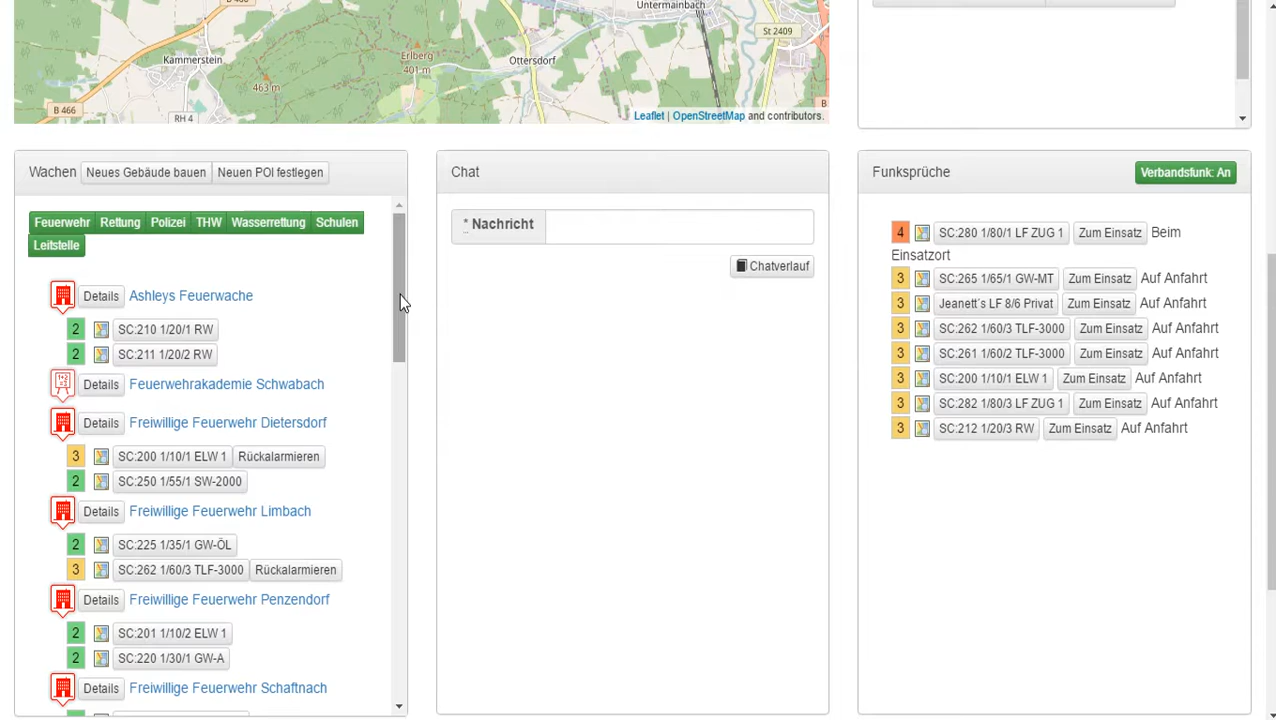 Untermainbach
St 2409
Kammerstein
Erlberg
401 m
Ottersdorf
463 m
B 466
RH 4
B
Leaflet | OpenStreetMap and contributors.
Wachen Neues Gebäude bauen Neuen POI festlegen
Feuerwehr Rettung Polizei THW Wasserrettung Schulen
Leitstelle
Details Ashleys Feuerwache
2 SC:210 1/20/1 RW
2 SC:211 1/20/2 RW
Details Feuerwehrakademie Schwabach
Details Freiwillige Feuerwehr Dietersdorf
3 SC:200 1/10/1 ELW 1 Rückalarmieren
2 SC:250 1/55/1 SW-2000
Details Freiwillige Feuerwehr Limbach
2 SC:225 1/35/1 GW-ÖL
3 SC:262 1/60/3 TLF-3000 Rückalarmieren
Details Freiwillige Feuerwehr Penzendorf
2 SC:201 1/10/2 ELW 1
2 SC:220 1/30/1 GW-A
Details Freiwillige Feuerwehr Schaftnach
Chat
* Nachricht
Chatverlauf
Funksprüche Verbandsfunk: An
4 SC:280 1/80/1 LF ZUG 1 Zum Einsatz Beim
Einsatzort
3 SC:265 1/65/1 GW-MT Zum Einsatz Auf Anfahrt
3 Jeanett´s LF 8/6 Privat Zum Einsatz Auf Anfahrt
3 SC:262 1/60/3 TLF-3000 Zum Einsatz Auf Anfahrt
3 SC:261 1/60/2 TLF-3000 Zum Einsatz Auf Anfahrt
3 SC:200 1/10/1 ELW 1 Zum Einsatz Auf Anfahrt
3 SC:282 1/80/3 LF ZUG 1 Zum Einsatz Auf Anfahrt
3 SC:212 1/20/3 RW Zum Einsatz Auf Anfahrt